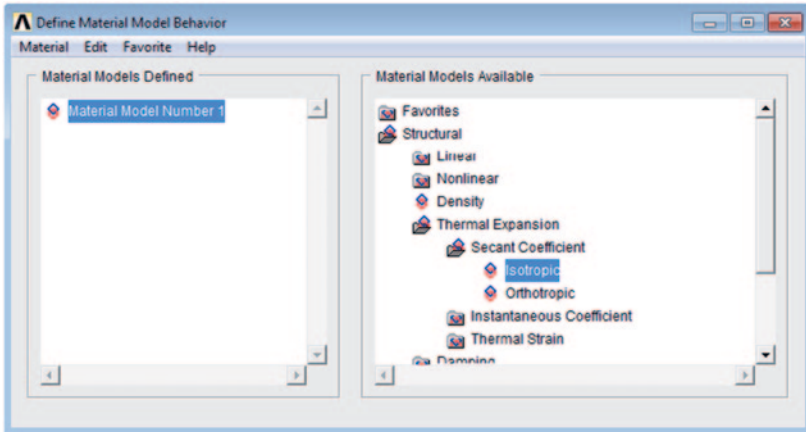 Define Material Model Behavior
Material Edit Favorite Help
Material Models Defined
Material Model Number 1
Material Models Available
Favorites
Structural
Linear
Nonlinear
Density
Thermal Expansion
Secant Coefficient
Isotropic
Orthotropic
Instantaneous Coefficient
Thermal Strain
Damping